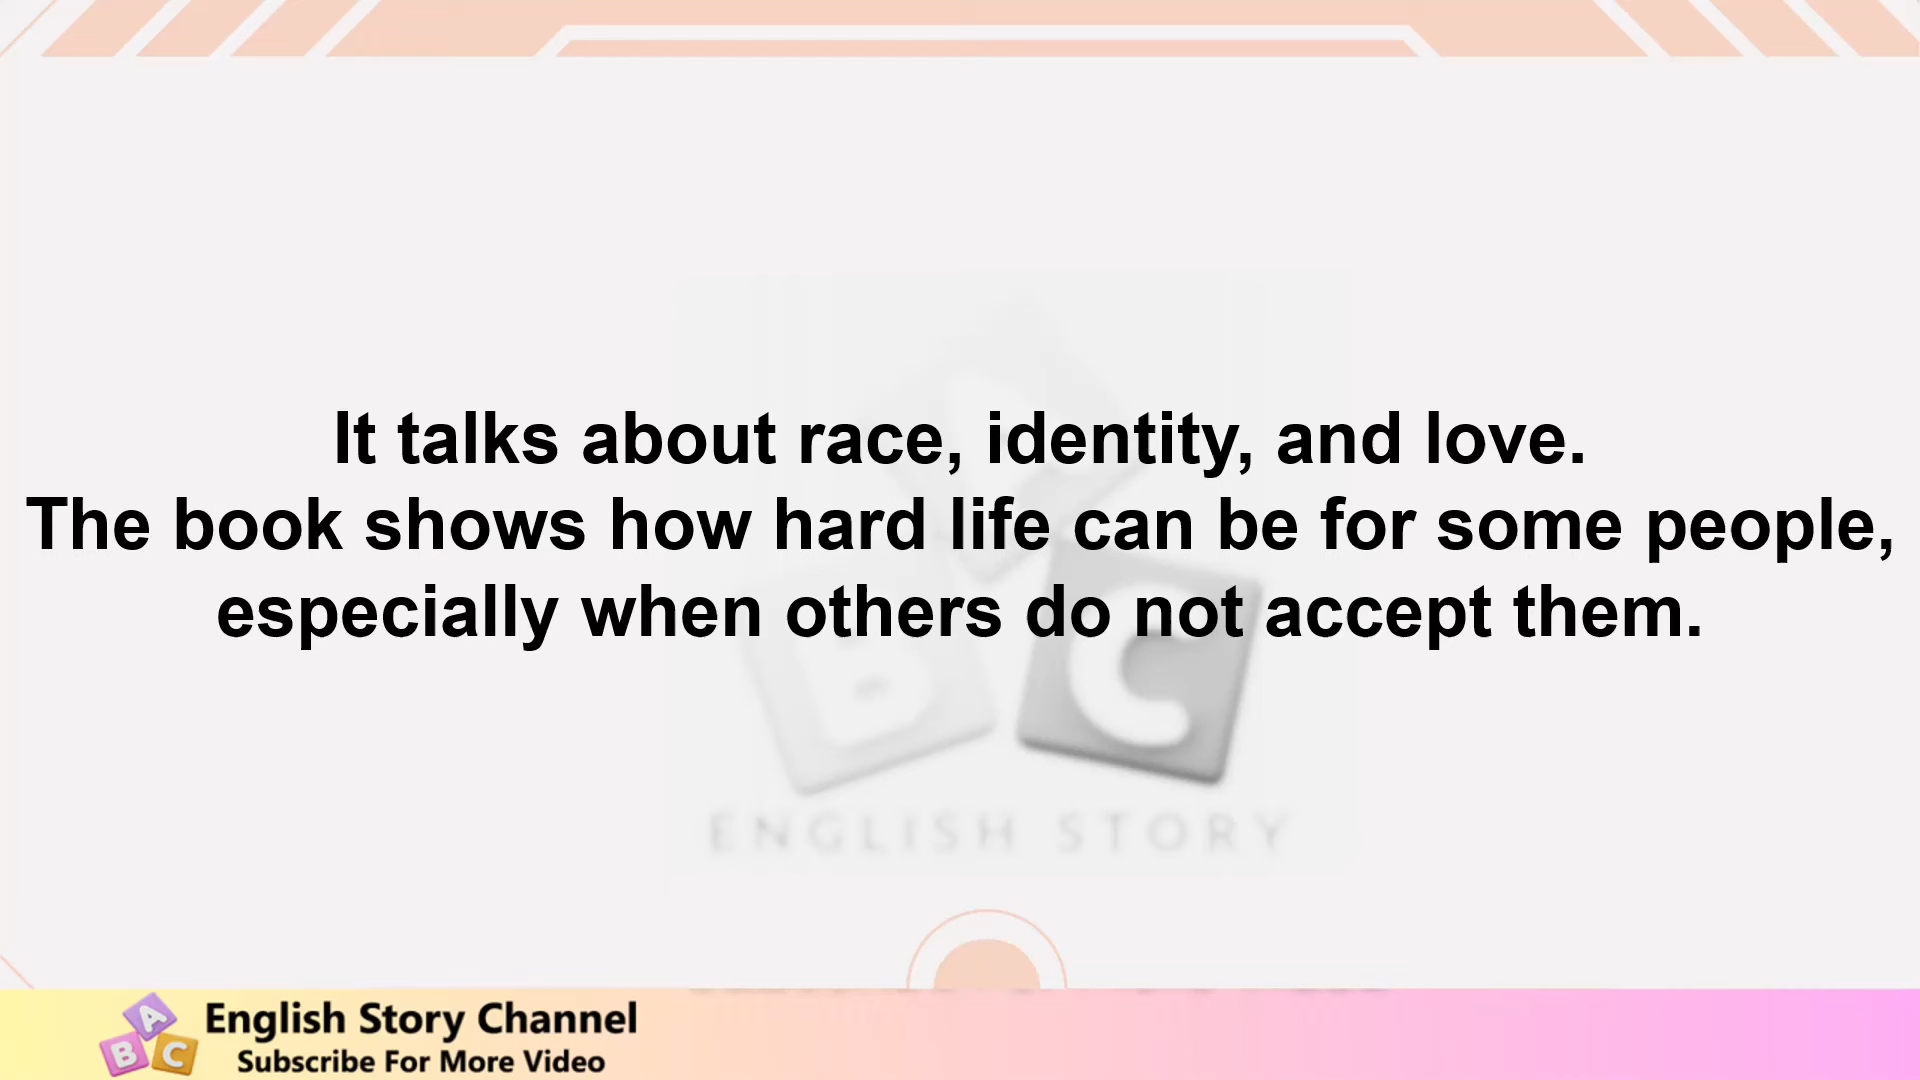 It talks about race, identity, and love.
The book shows how hard life can be for some people,
especially when others do not accept them.
A
B
C
ENGLISH STORY
A
B
C
English Story Channel
Subscribe For More Video